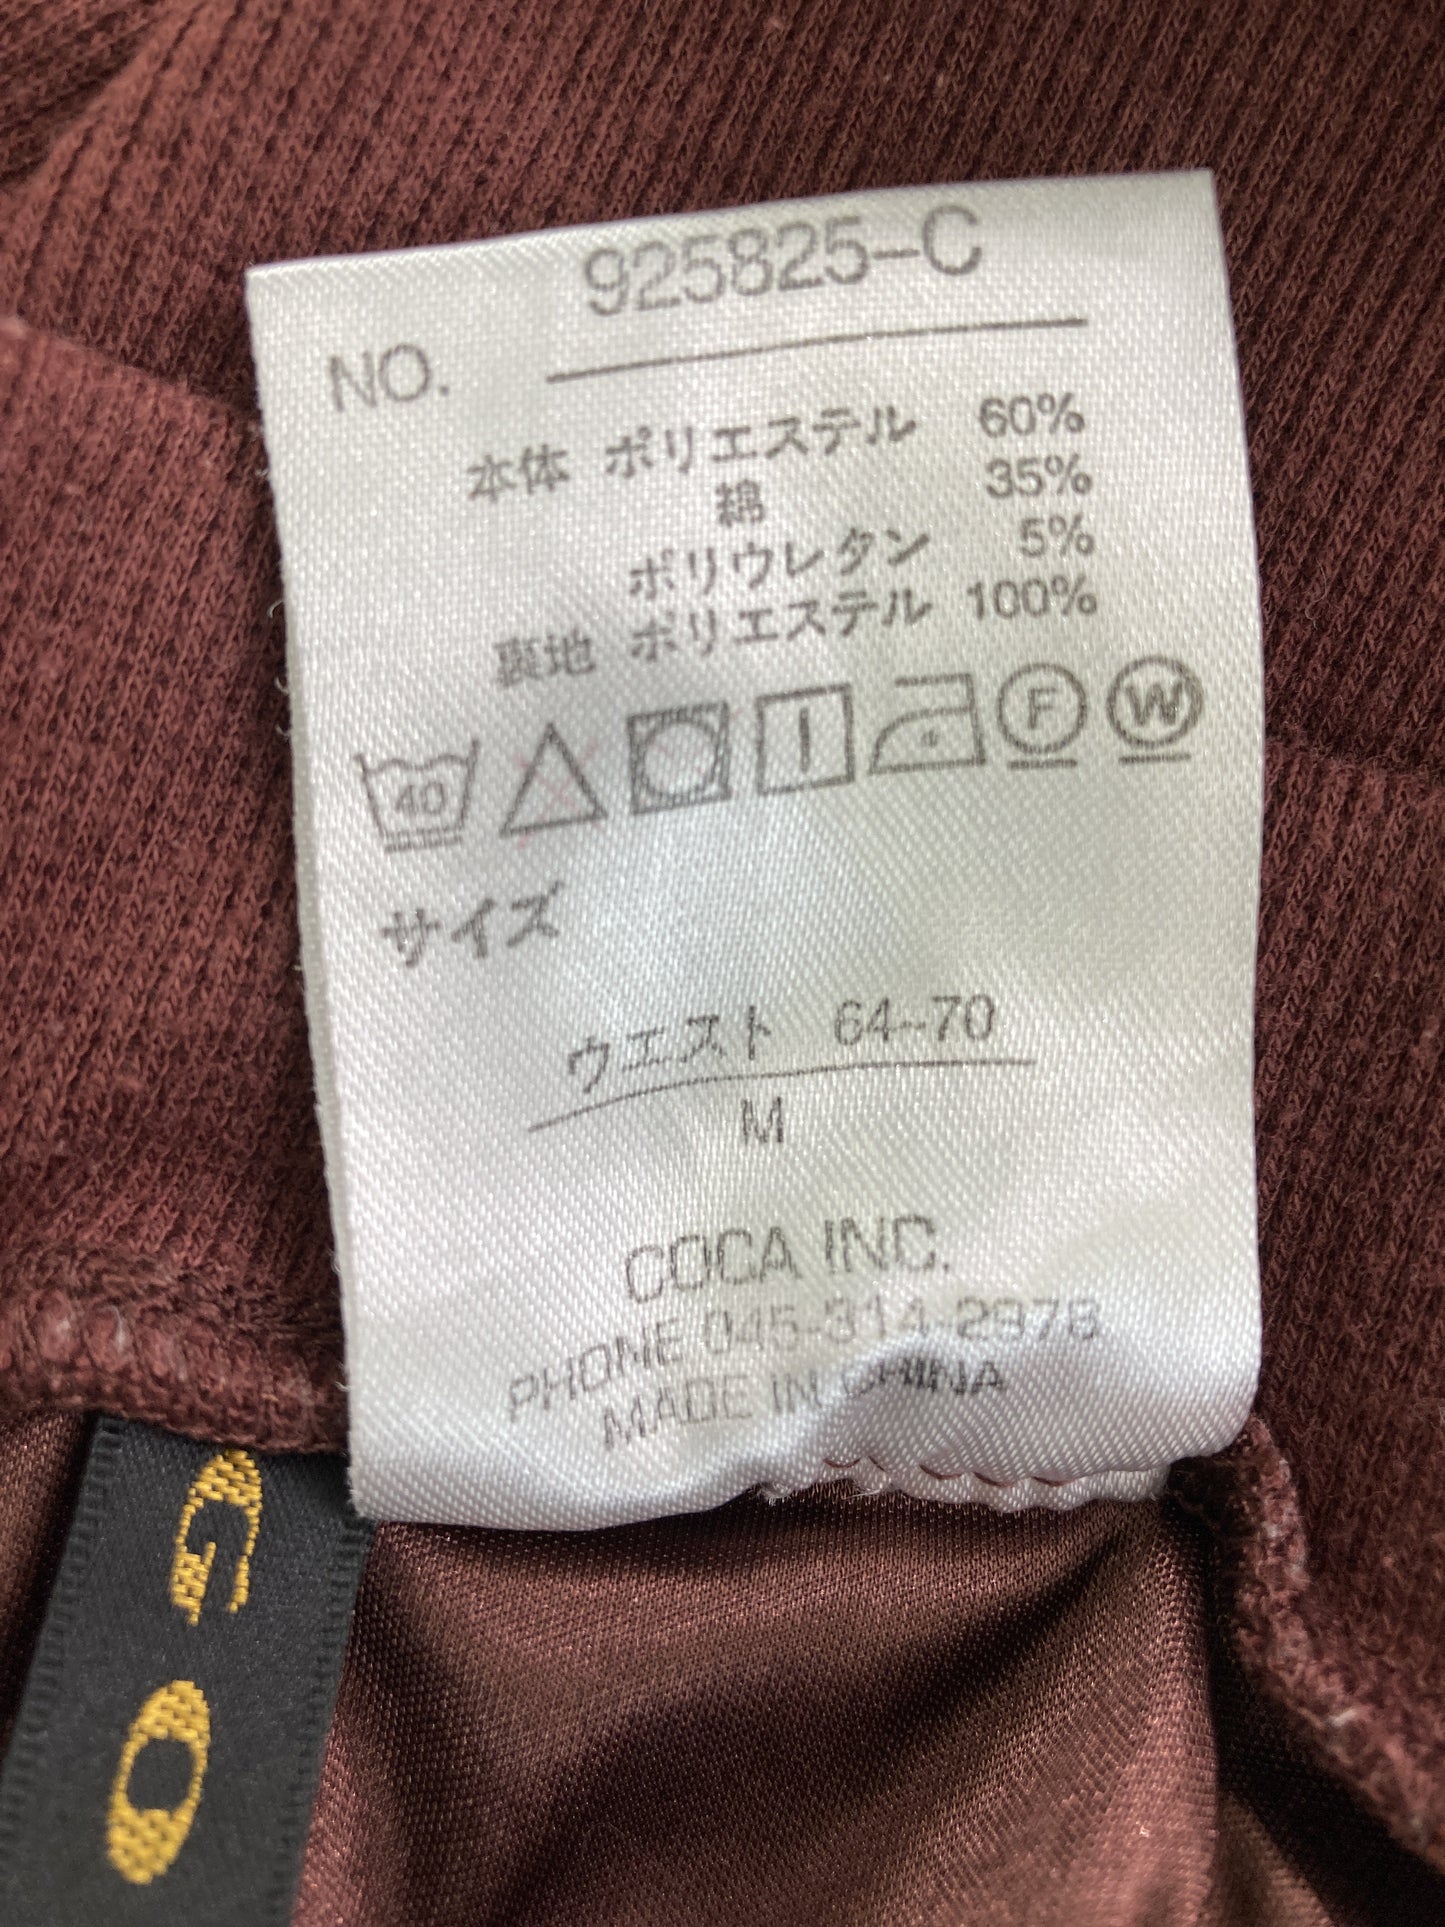 925825-C
NO.
本体 ポリエステル 60%
綿 35%
ポリウレタン 5%
裏地 ポリエステル 100%
40 F W
サイズ
ウエスト 64~70
M
COCA INC.
PHONE 045-314-2978
MADE IN CHINA
G O